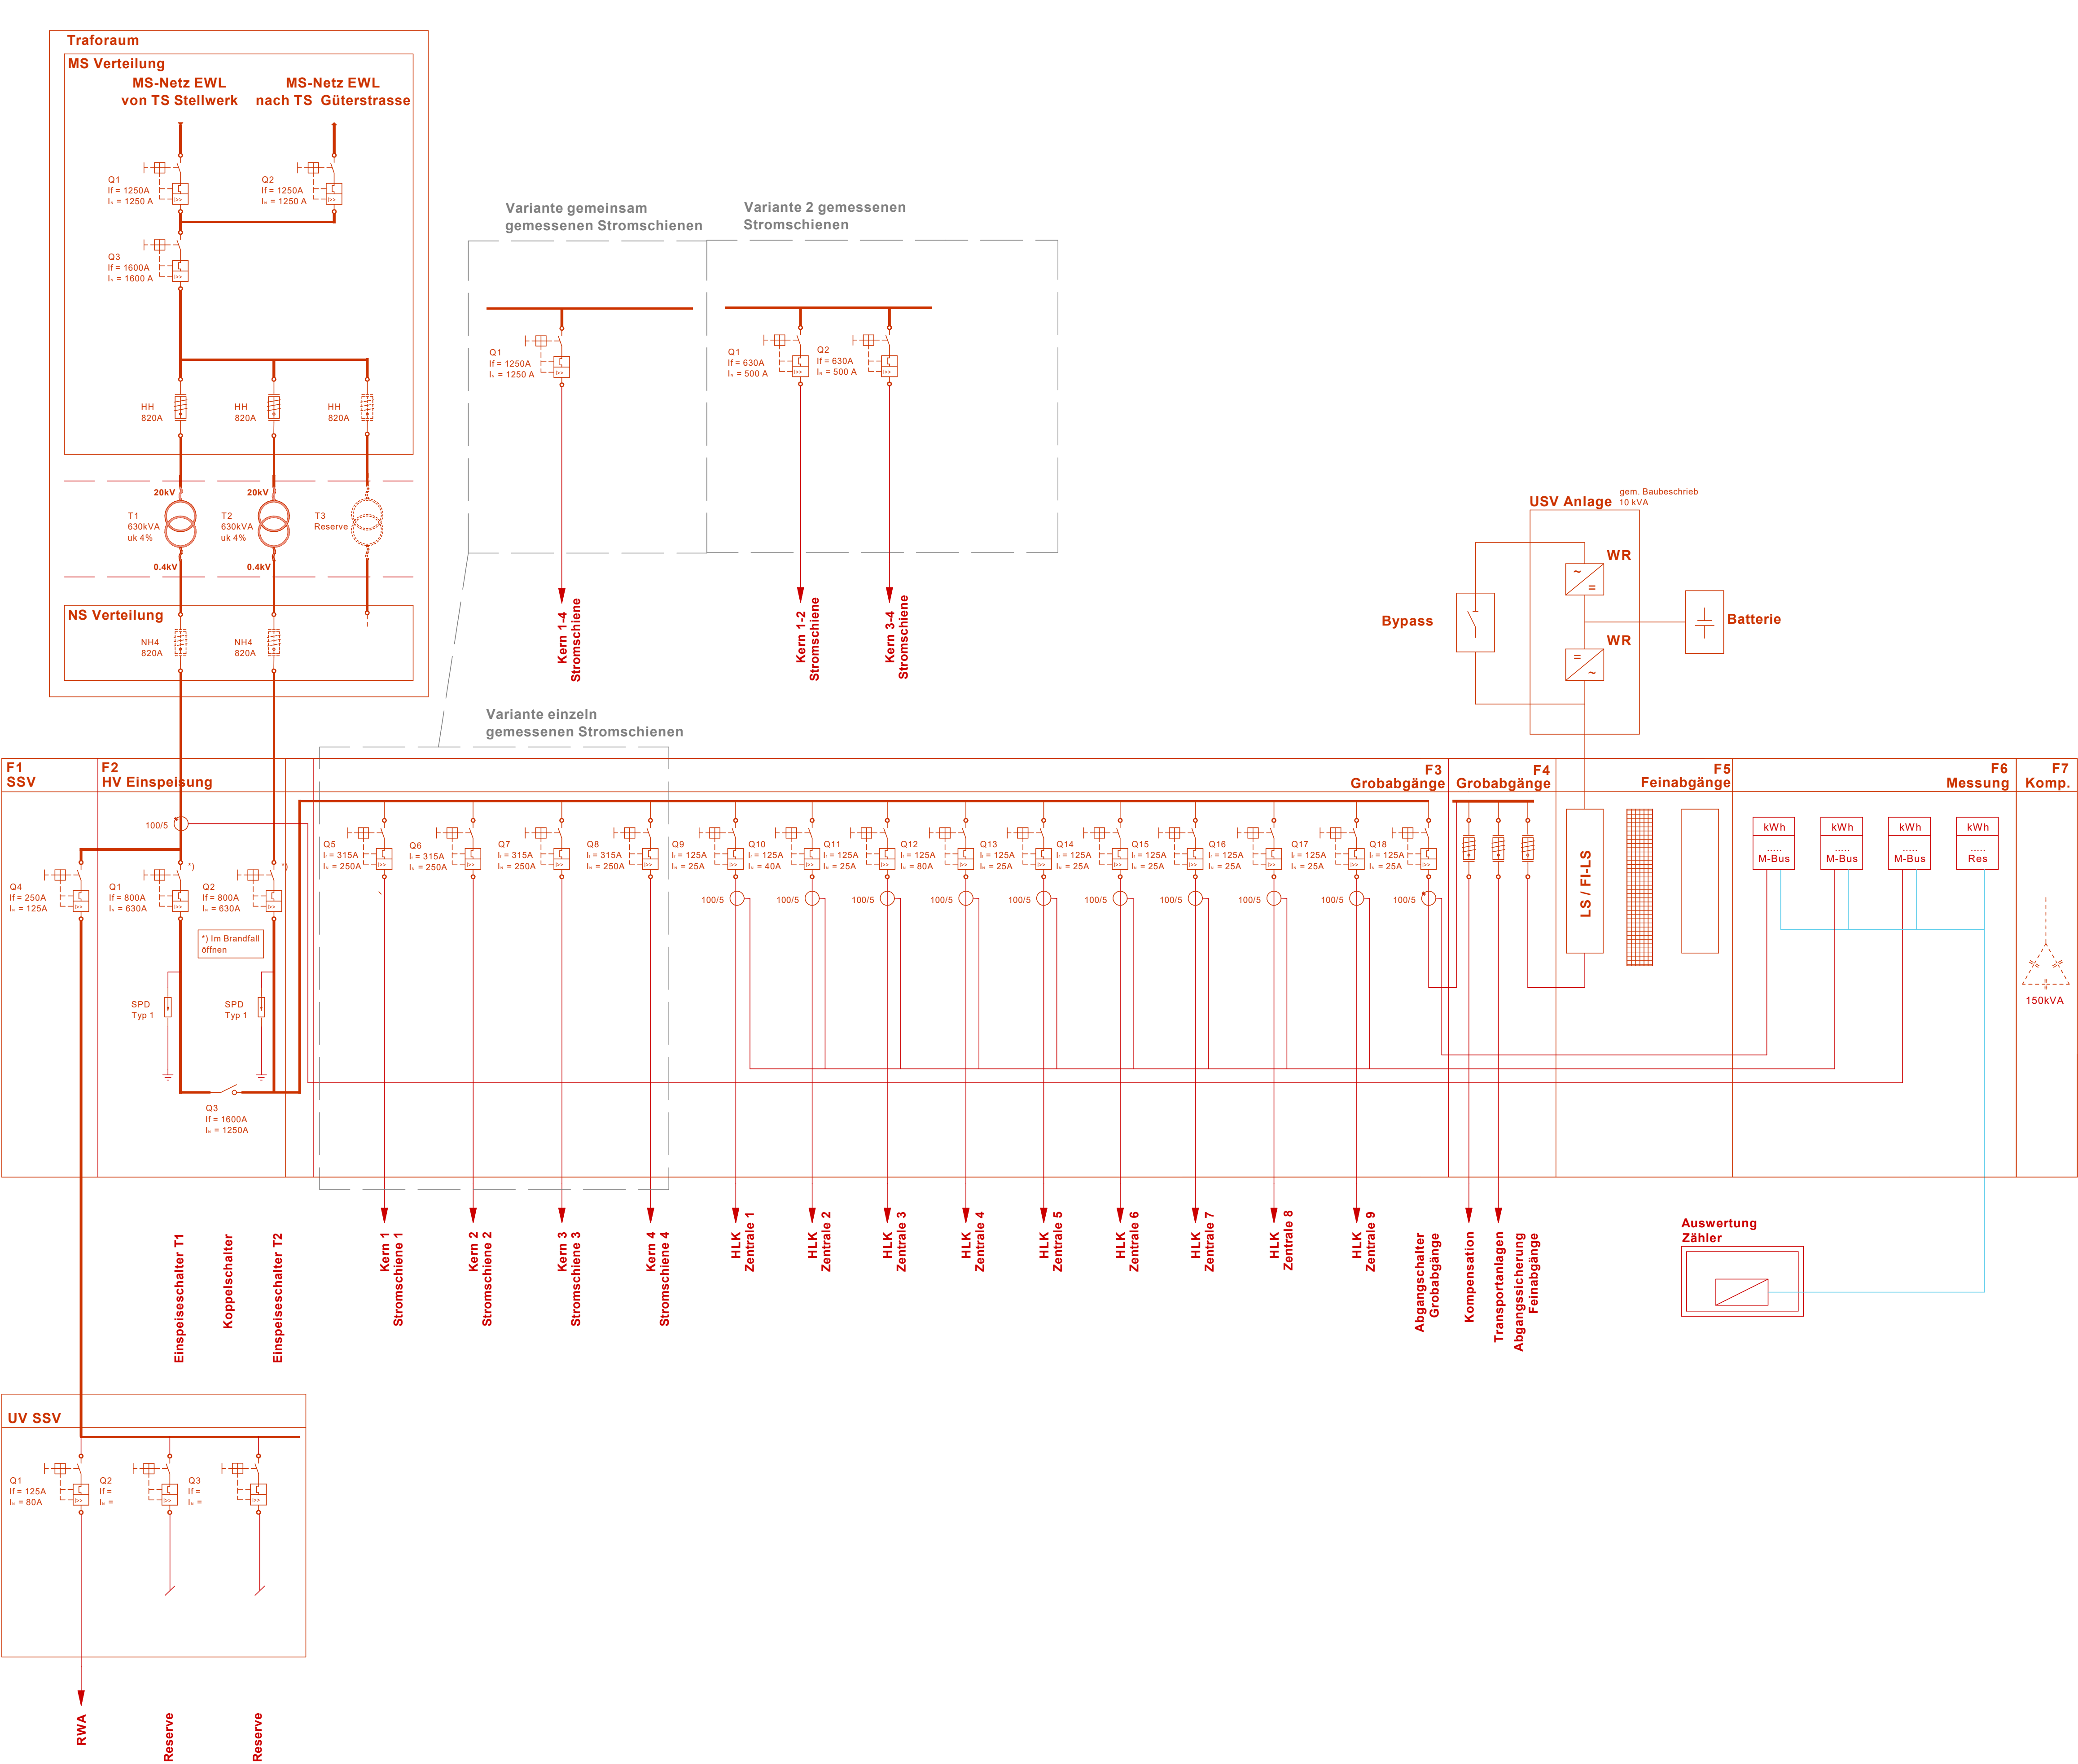 Traforaum
MS Verteilung
MS-Netz EWL
von TS Stellwerk
MS-Netz EWL
nach TS Güterstrasse
Q1
If = 1250A
Iₙ = 1250 A
Q2
If = 1250A
Iₙ = 1250 A
Q3
If = 1600A
Iₙ = 1600 A
HH
820A
HH
820A
HH
820A
20kV
20kV
T1
630kVA
uk 4%
T2
630kVA
uk 4%
T3
Reserve
0.4kV
0.4kV
NS Verteilung
NH4
820A
NH4
820A
Variante gemeinsam
gemessenen Stromschienen
Q1
If = 1250A
Iₙ = 1250 A
Kern 1-4
Stromschiene
Variante 2 gemessenen
Stromschienen
Q1
If = 630A
Iₙ = 500 A
Q2
If = 630A
Iₙ = 500 A
Kern 1-2
Stromschiene
Kern 3-4
Stromschiene
USV Anlage
gem. Baubeschrieb
10 kVA
WR
~
=
WR
=
~
Bypass
Batterie
Variante einzeln
gemessenen Stromschienen
F1
SSV
F2
HV Einspeisung
F3
Grobabgänge
F4
Grobabgänge
F5
Feinabgänge
F6
Messung
F7
Komp.
100/5
Q4
If = 250A
Iₙ = 125A
Q1
If = 800A
Iₙ = 630A
*)
Q2
If = 800A
Iₙ = 630A
*)
*) Im Brandfall
öffnen
SPD
Typ 1
SPD
Typ 1
Q3
If = 1600A
Iₙ = 1250A
Q5
Iᵣ = 315A
Iₙ = 250A
Q6
Iᵣ = 315A
Iₙ = 250A
Q7
Iᵣ = 315A
Iₙ = 250A
Q8
Iᵣ = 315A
Iₙ = 250A
Q9
Iᵣ = 125A
Iₙ = 25A
Q10
Iᵣ = 125A
Iₙ = 40A
Q11
Iᵣ = 125A
Iₙ = 25A
Q12
Iᵣ = 125A
Iₙ = 80A
Q13
Iᵣ = 125A
Iₙ = 25A
Q14
Iᵣ = 125A
Iₙ = 25A
Q15
Iᵣ = 125A
Iₙ = 25A
Q16
Iᵣ = 125A
Iₙ = 25A
Q17
Iᵣ = 125A
Iₙ = 25A
Q18
Iᵣ = 125A
Iₙ = 25A
100/5
100/5
100/5
100/5
100/5
100/5
100/5
100/5
100/5
100/5
LS / FI-LS
kWh
.....
M-Bus
kWh
.....
M-Bus
kWh
.....
M-Bus
kWh
.....
Res
150kVA
Einspeiseschalter T1
Koppelschalter
Einspeiseschalter T2
Kern 1
Stromschiene 1
Kern 2
Stromschiene 2
Kern 3
Stromschiene 3
Kern 4
Stromschiene 4
HLK
Zentrale 1
HLK
Zentrale 2
HLK
Zentrale 3
HLK
Zentrale 4
HLK
Zentrale 5
HLK
Zentrale 6
HLK
Zentrale 7
HLK
Zentrale 8
HLK
Zentrale 9
Abgangschalter
Grobabgänge
Kompensation
Transportanlagen
Abgangssicherung
Feinabgänge
Auswertung
Zähler
UV SSV
Q1
If = 125A
Iₙ = 80A
Q2
If =
Iₙ =
Q3
If =
Iₙ =
RWA
Reserve
Reserve